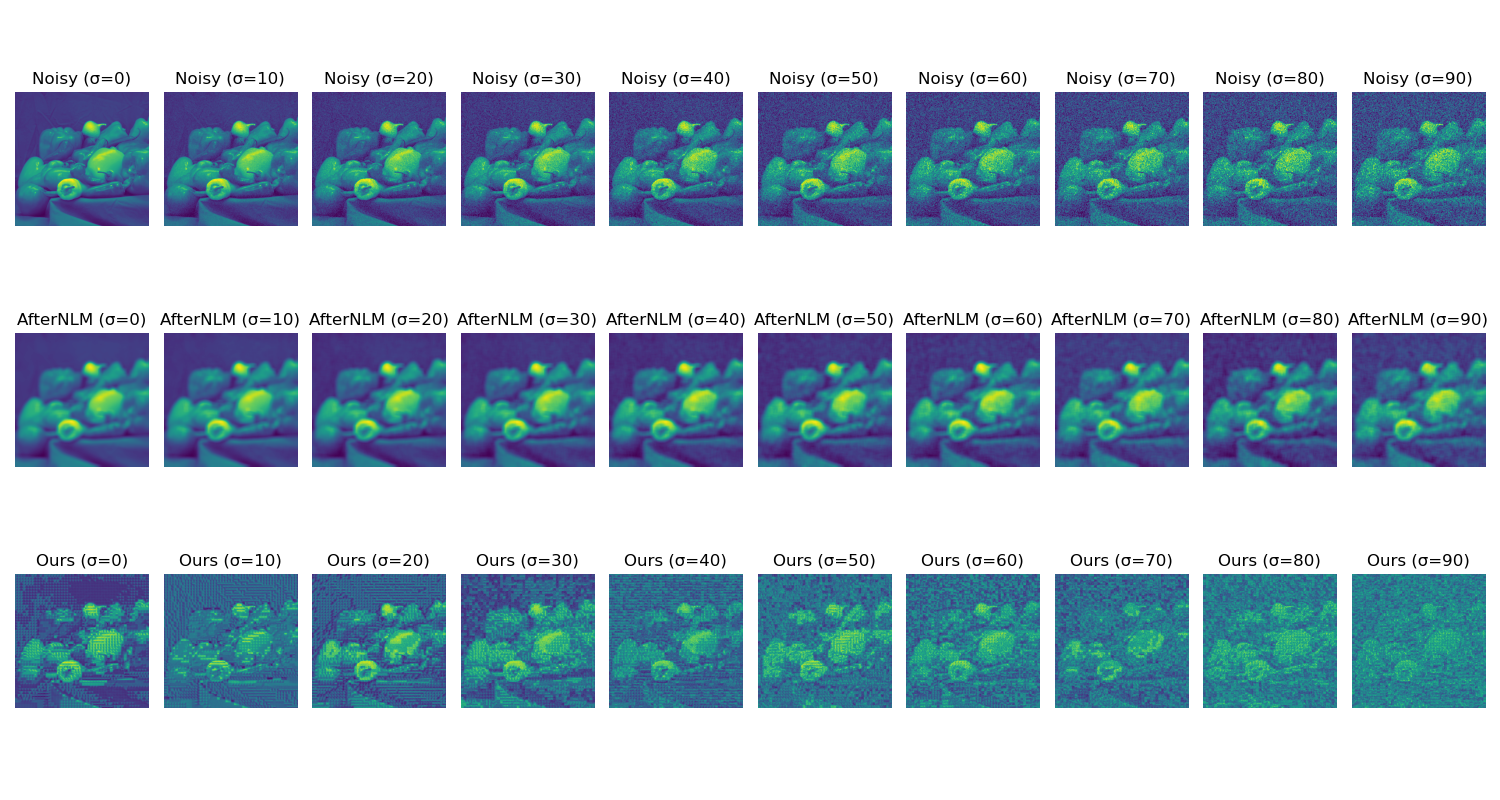 Noisy (σ=0) Noisy (σ=10) Noisy (σ=20) Noisy (σ=30) Noisy (σ=40) Noisy (σ=50) Noisy (σ=60) Noisy (σ=70) Noisy (σ=80) Noisy (σ=90)
AfterNLM (σ=0) AfterNLM (σ=10) AfterNLM (σ=20) AfterNLM (σ=30) AfterNLM (σ=40) AfterNLM (σ=50) AfterNLM (σ=60) AfterNLM (σ=70) AfterNLM (σ=80) AfterNLM (σ=90)
Ours (σ=0) Ours (σ=10) Ours (σ=20) Ours (σ=30) Ours (σ=40) Ours (σ=50) Ours (σ=60) Ours (σ=70) Ours (σ=80) Ours (σ=90)